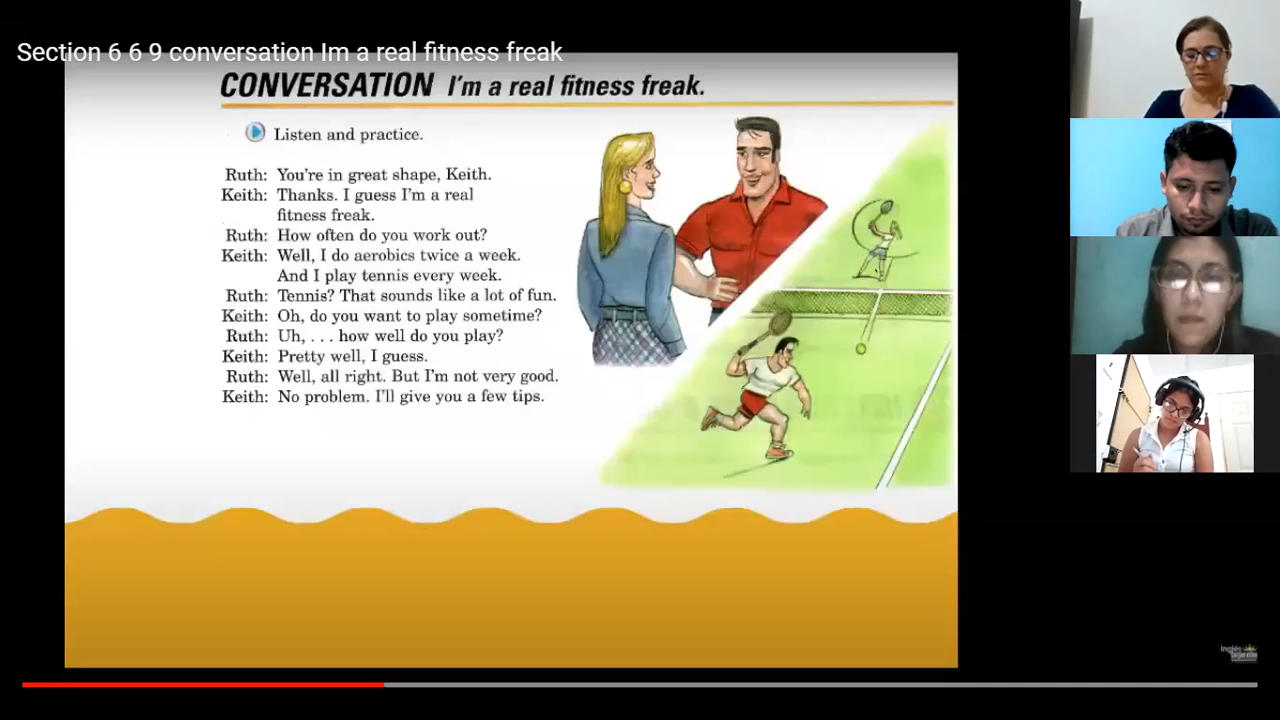 Section 6 6 9 conversation Im a real fitness freak
CONVERSATION I'm a real fitness freak.
Listen and practice.
Ruth: You're in great shape, Keith.
Keith: Thanks. I guess I'm a real
fitness freak.
Ruth: How often do you work out?
Keith: Well, I do aerobics twice a week.
And I play tennis every week.
Ruth: Tennis? That sounds like a lot of fun.
Keith: Oh, do you want to play sometime?
Ruth: Uh, . . . how well do you play?
Keith: Pretty well, I guess.
Ruth: Well, all right. But I'm not very good.
Keith: No problem. I'll give you a few tips.